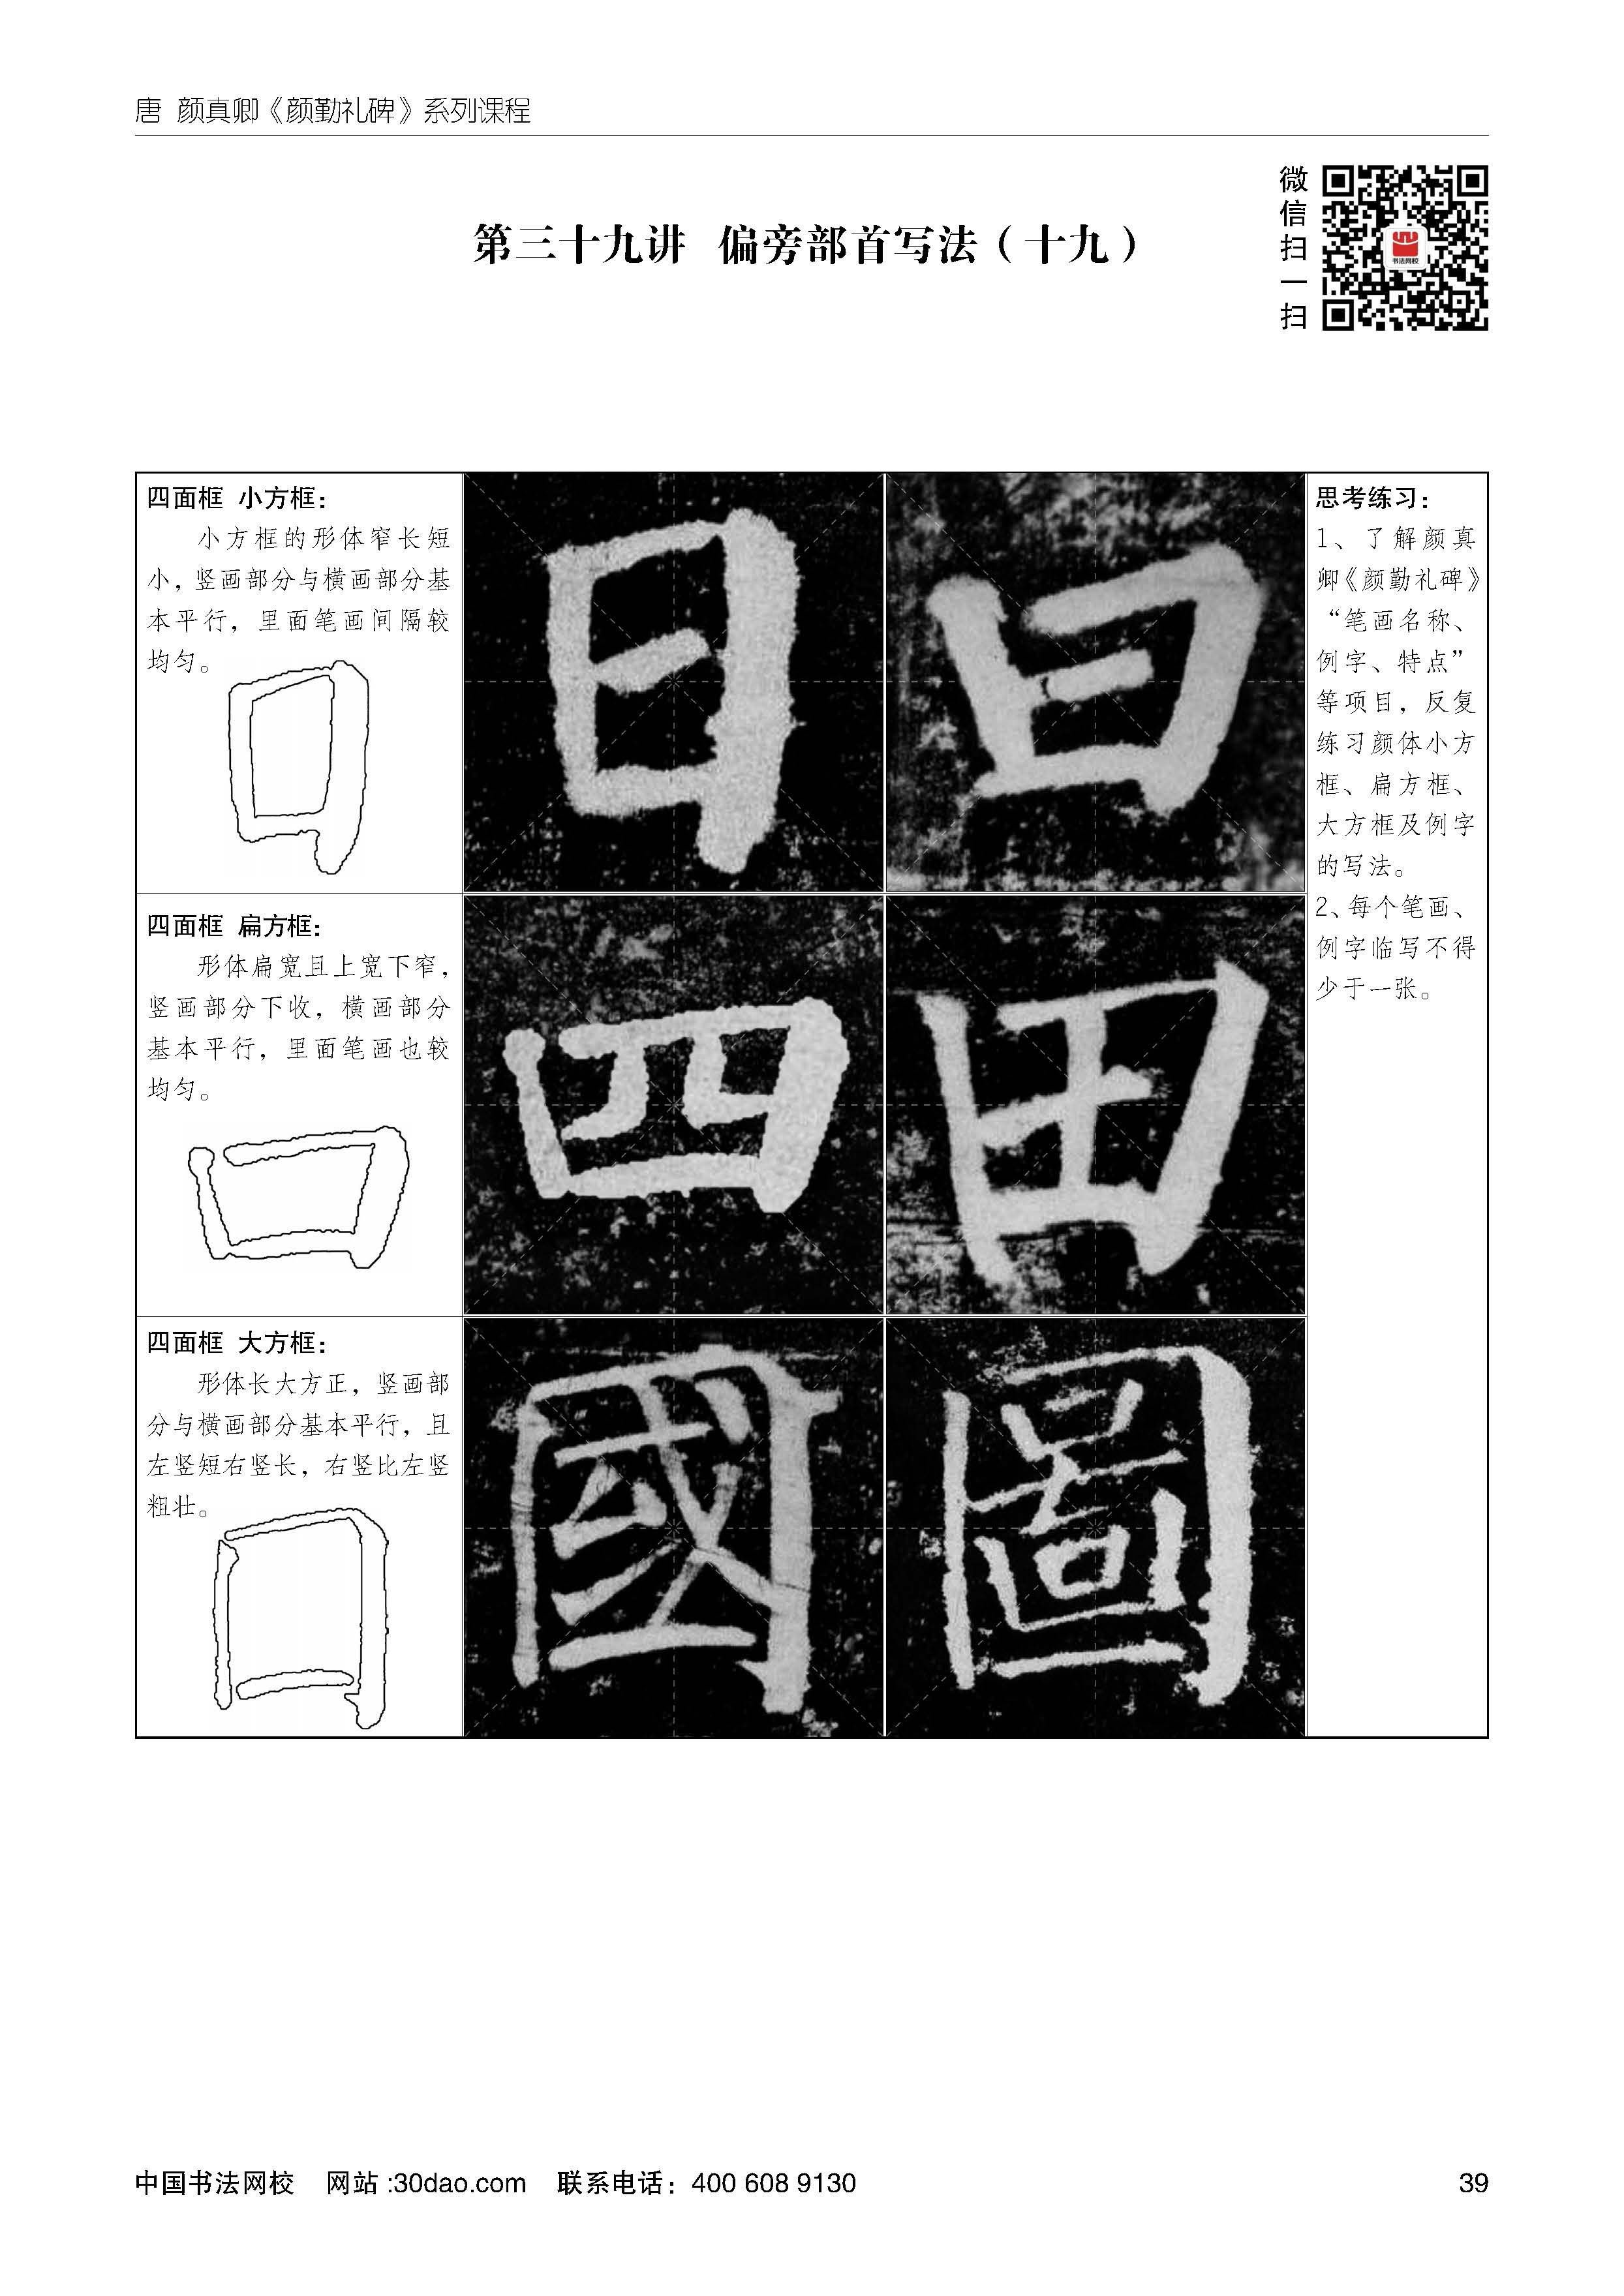 唐 颜真卿《颜勤礼碑》系列课程
微信扫一扫
书法网校
第三十九讲 偏旁部首写法（十九）
四面框 小方框：
小方框的形体窄长短
小，竖画部分与横画部分基
本平行，里面笔画间隔较
均匀。
日 曰
四面框 扁方框：
形体扁宽且上宽下窄，
竖画部分下收，横画部分
基本平行，里面笔画也较
均匀。
四 田
四面框 大方框：
形体长大方正，竖画部
分与横画部分基本平行，且
左竖短右竖长，右竖比左竖
粗壮。
國 圖
思考练习：
1、了解颜真
卿《颜勤礼碑》
“笔画名称、
例字、特点”
等项目，反复
练习颜体小方
框、扁方框、
大方框及例字
的写法。
2、每个笔画、
例字临写不得
少于一张。
中国书法网校 网站:30dao.com 联系电话：400 608 9130
39